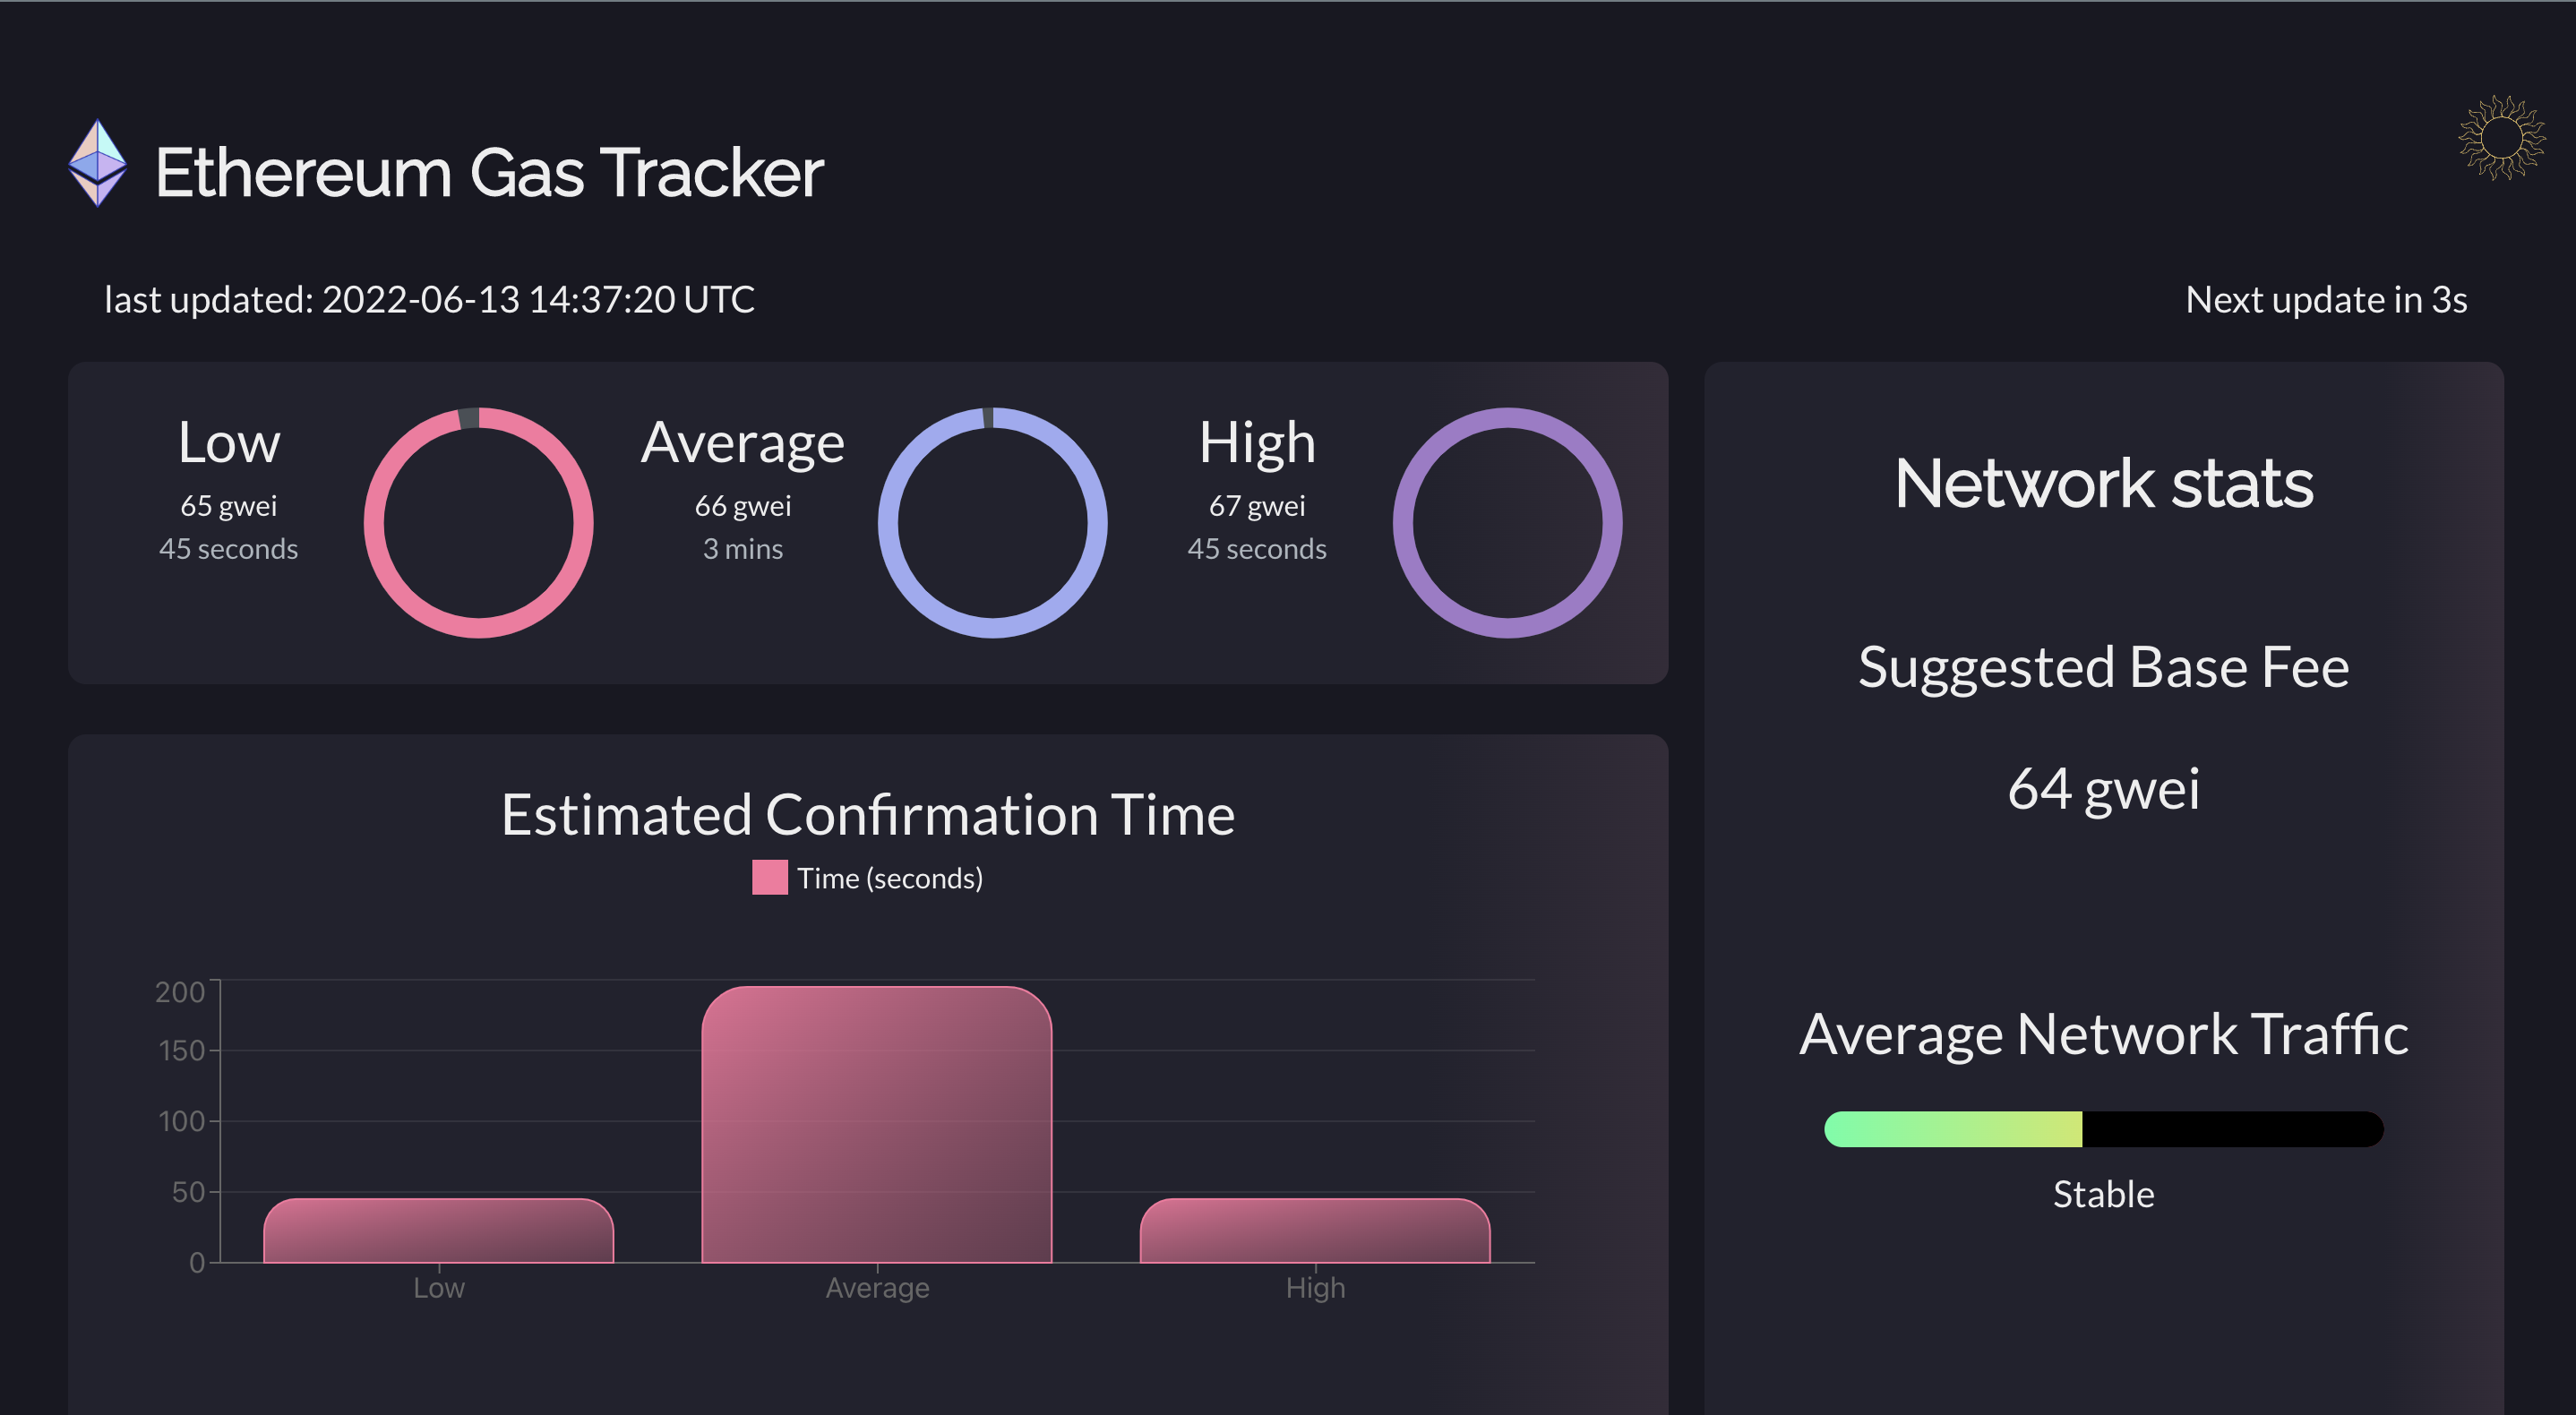 Ethereum Gas Tracker
last updated: 2022-06-13 14:37:20 UTC
Next update in 3s
Low
65 gwei
45 seconds
Average
66 gwei
3 mins
High
67 gwei
45 seconds
Estimated Confirmation Time
Time (seconds)
200
150
100
50
0
Low
Average
High
Network stats
Suggested Base Fee
64 gwei
Average Network Traffic
Stable